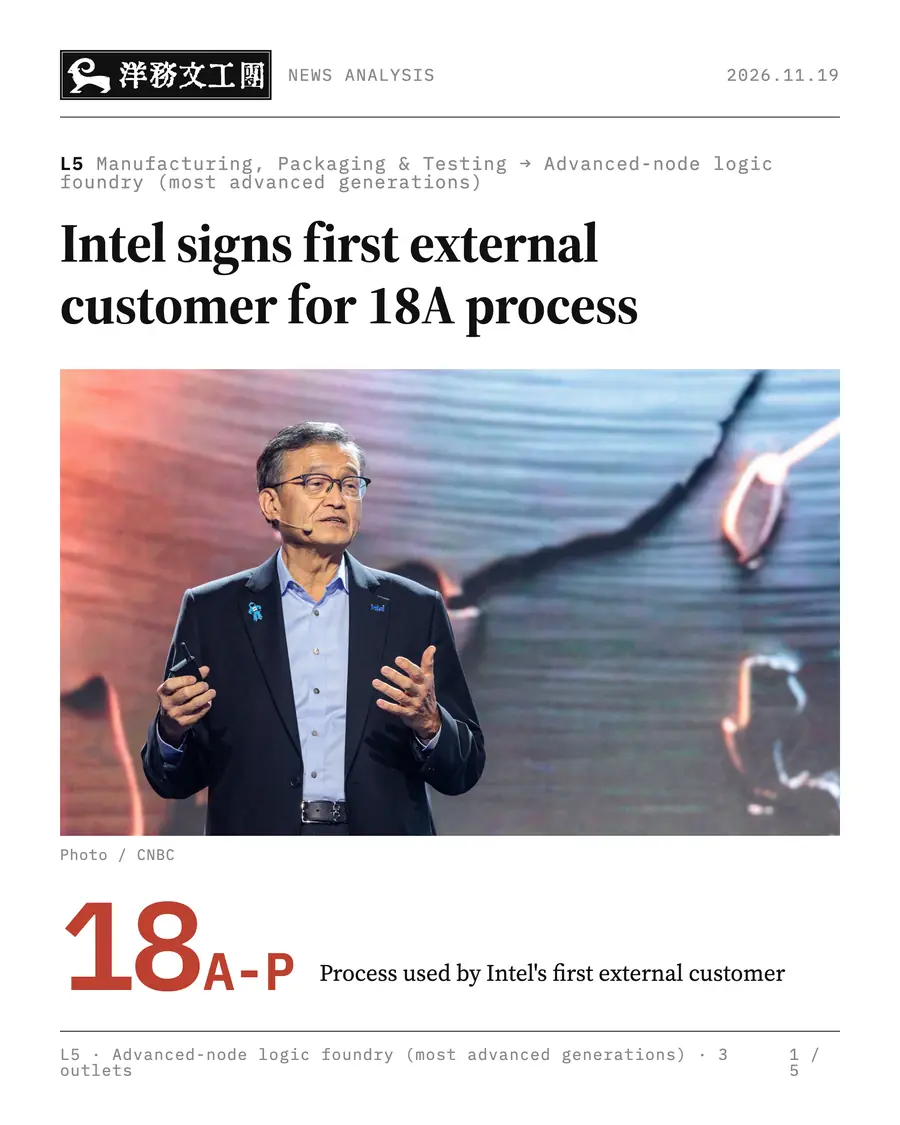 洋務文工團
NEWS ANALYSIS
2026.11.19
L5 Manufacturing, Packaging & Testing → Advanced-node logic
foundry (most advanced generations)
Intel signs first external
customer for 18A process
intel
Photo / CNBC
18A-P
Process used by Intel's first external customer
L5 · Advanced-node logic foundry (most advanced generations) · 3
outlets
1 /
5